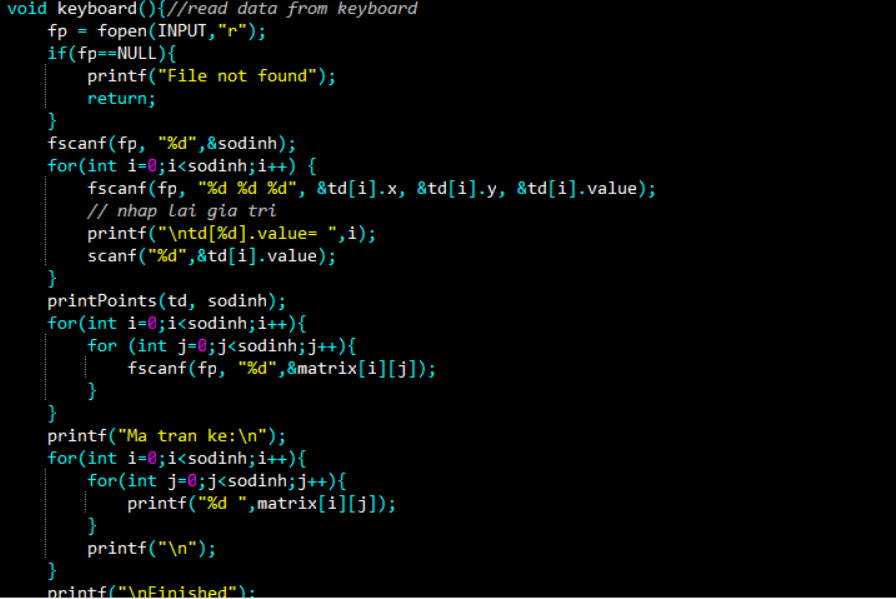 void keyboard(){//read data from keyboard
    fp = fopen(INPUT,"r");
    if(fp==NULL){
        printf("File not found");
        return;
    }
    fscanf(fp, "%d",&sodinh);
    for(int i=0;i<sodinh;i++) {
        fscanf(fp, "%d %d %d", &td[i].x, &td[i].y, &td[i].value);
        // nhap lai gia tri
        printf("\ntd[%d].value= ",i);
        scanf("%d",&td[i].value);
    }
    printPoints(td, sodinh);
    for(int i=0;i<sodinh;i++){
        for (int j=0;j<sodinh;j++){
            fscanf(fp, "%d",&matrix[i][j]);
        }
    }
    printf("Ma tran ke:\n");
    for(int i=0;i<sodinh;i++){
        for(int j=0;j<sodinh;j++){
            printf("%d ",matrix[i][j]);
        }
        printf("\n");
    }
    printf("\nFinished");